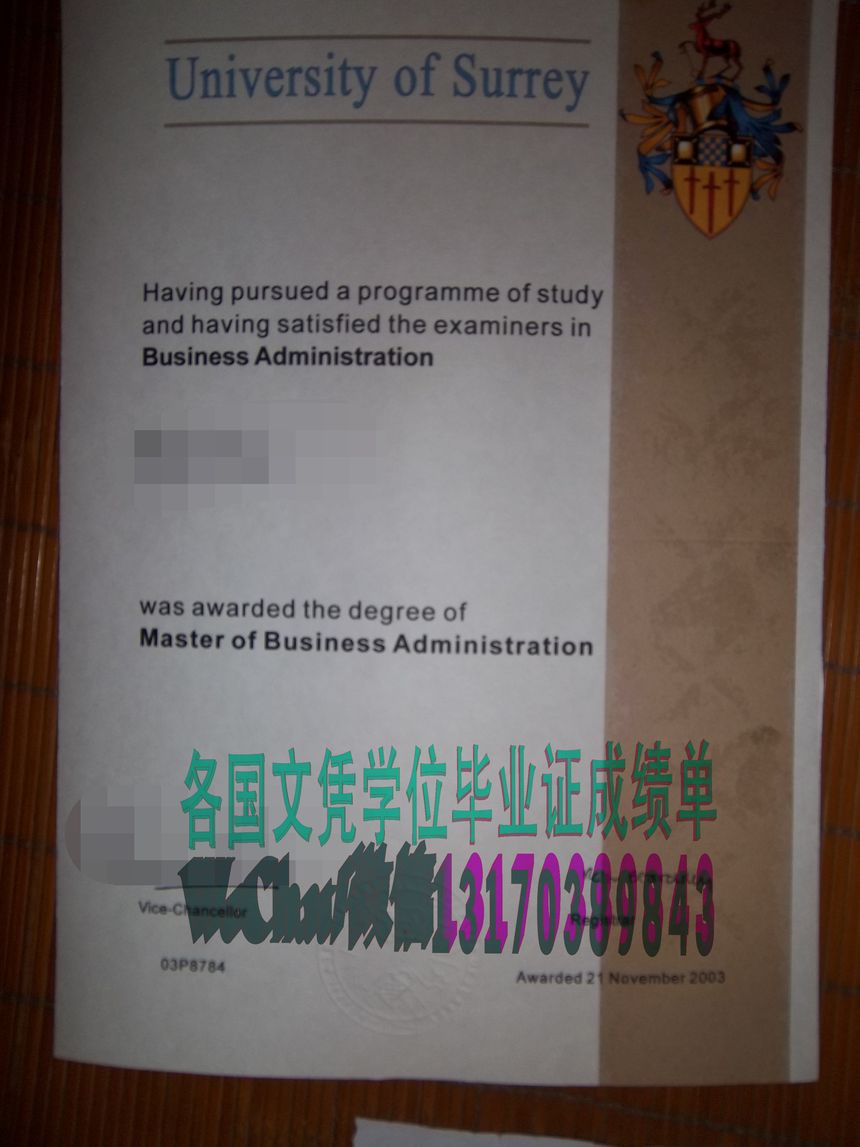 University of Surrey
Having pursued a programme of study
and having satisfied the examiners in
Business Administration
was awarded the degree of
Master of Business Administration
各国文凭学位毕业证成绩单
WeChat/微信13170389843
Vice-Chancellor
Registrar
03P8784
Awarded 21 November 2003